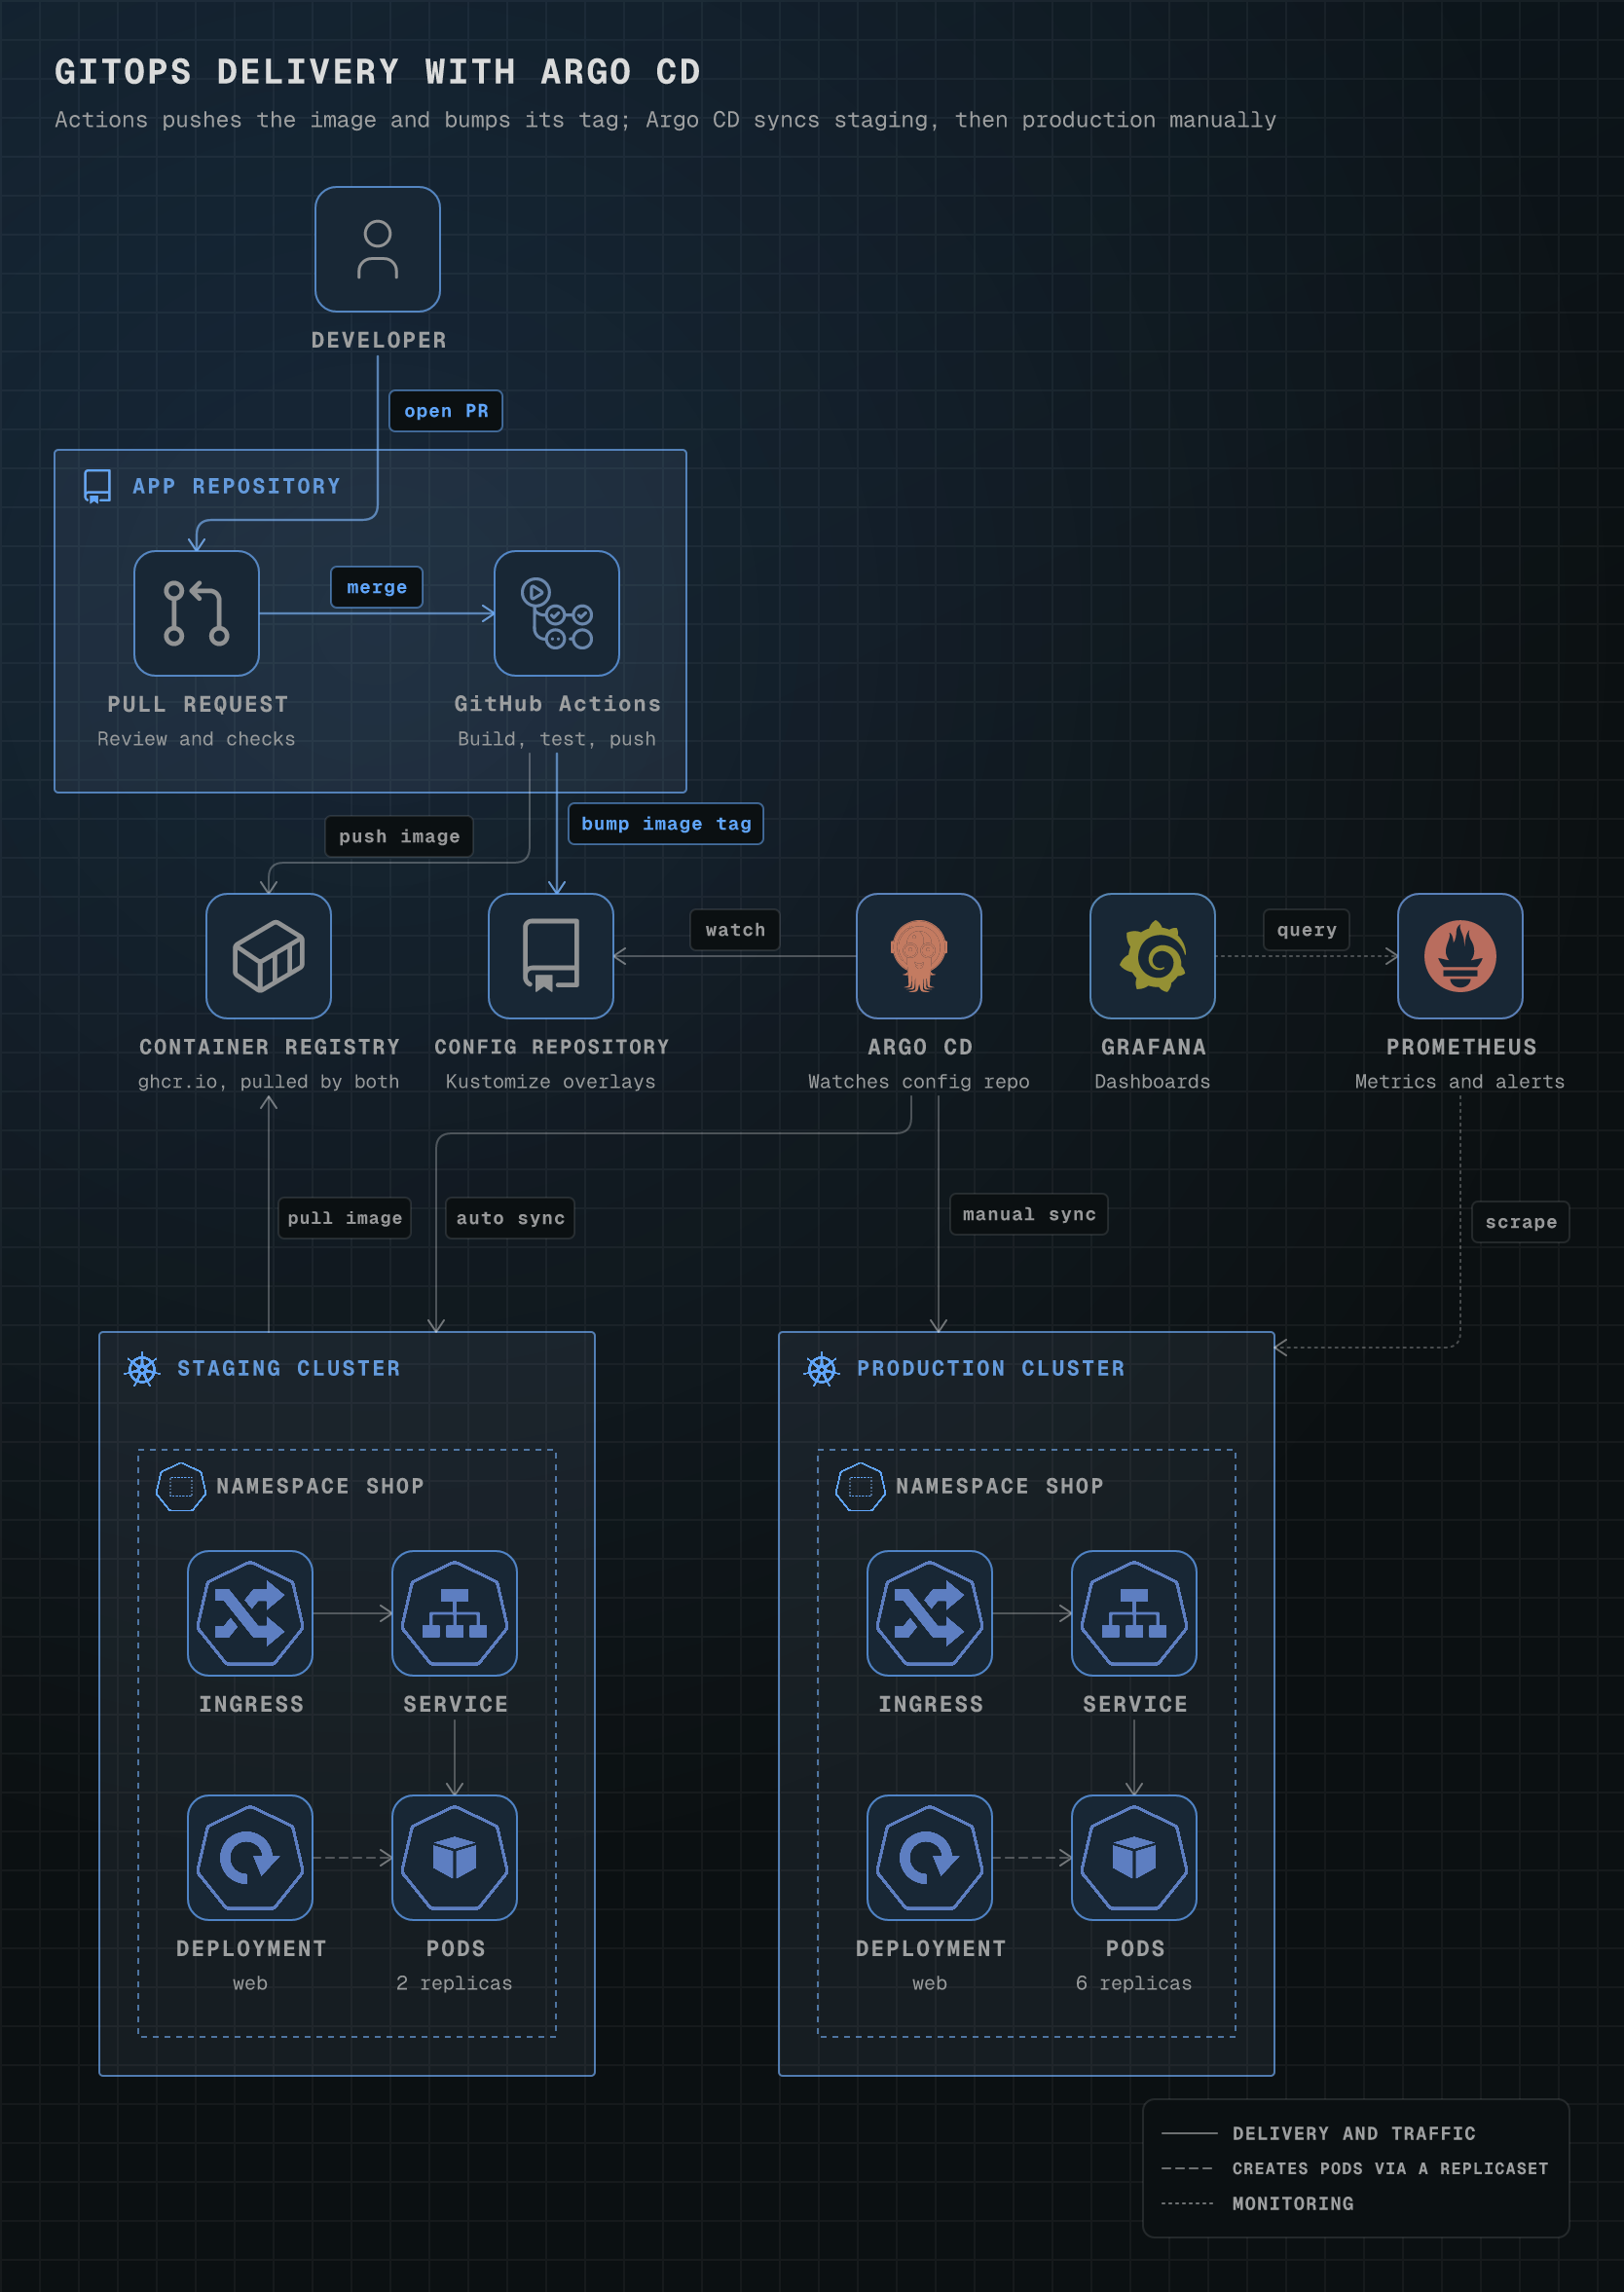 GITOPS DELIVERY WITH ARGO CD
Actions pushes the image and bumps its tag; Argo CD syncs staging, then production manually
DEVELOPER
open PR
APP REPOSITORY
merge
PULL REQUEST
Review and checks
GitHub Actions
Build, test, push
push image
bump image tag
watch
query
CONTAINER REGISTRY
ghcr.io, pulled by both
CONFIG REPOSITORY
Kustomize overlays
ARGO CD
Watches config repo
GRAFANA
Dashboards
PROMETHEUS
Metrics and alerts
pull image
auto sync
manual sync
scrape
STAGING CLUSTER
NAMESPACE SHOP
INGRESS
SERVICE
DEPLOYMENT
web
PODS
2 replicas
PRODUCTION CLUSTER
NAMESPACE SHOP
INGRESS
SERVICE
DEPLOYMENT
web
PODS
6 replicas
DELIVERY AND TRAFFIC
CREATES PODS VIA A REPLICASET
MONITORING